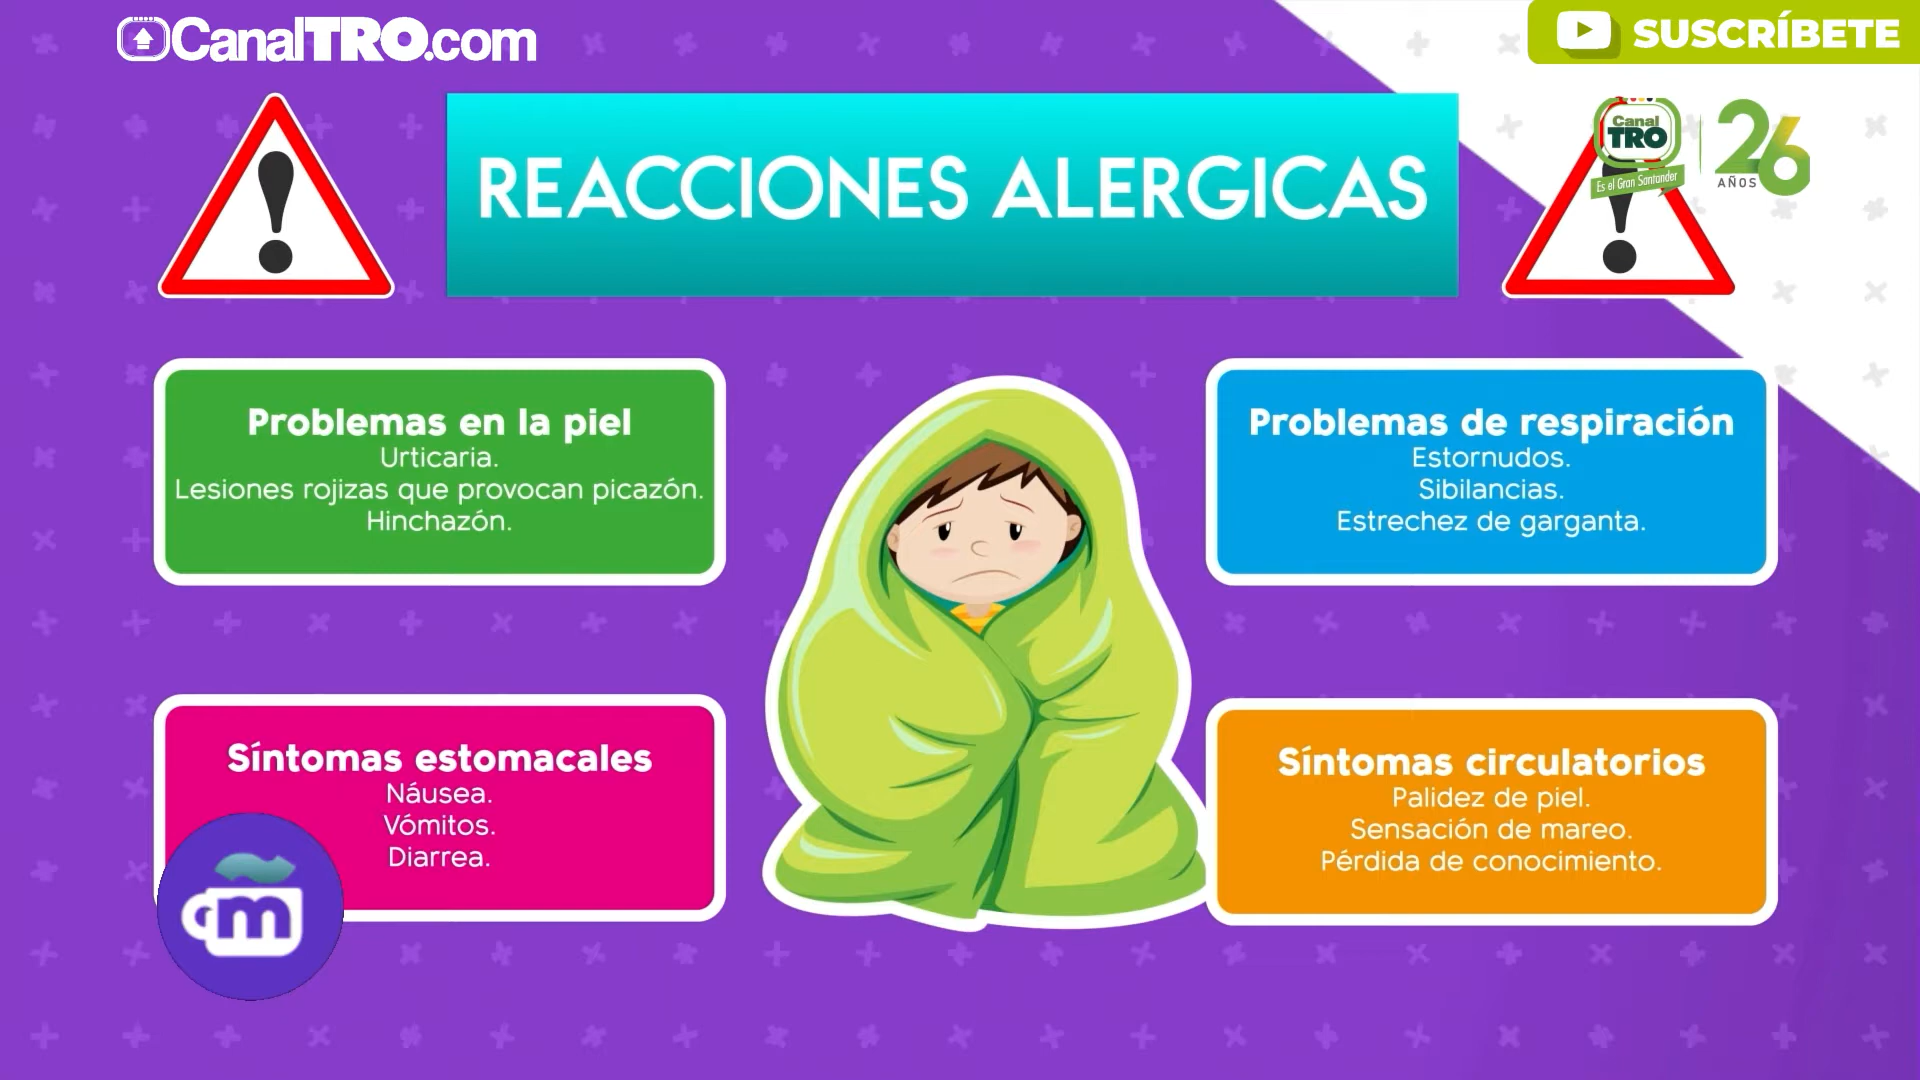 CanalTRO.com
SUSCRÍBETE
REACCIONES ALERGICAS
Canal
TRO
Es el Gran Santander
26
AÑOS
Problemas en la piel
Urticaria.
Lesiones rojizas que provocan picazón.
Hinchazón.
Problemas de respiración
Estornudos.
Sibilancias.
Estrechez de garganta.
Síntomas estomacales
Náusea.
Vómitos.
Diarrea.
Síntomas circulatorios
Palidez de piel.
Sensación de mareo.
Pérdida de conocimiento.
m